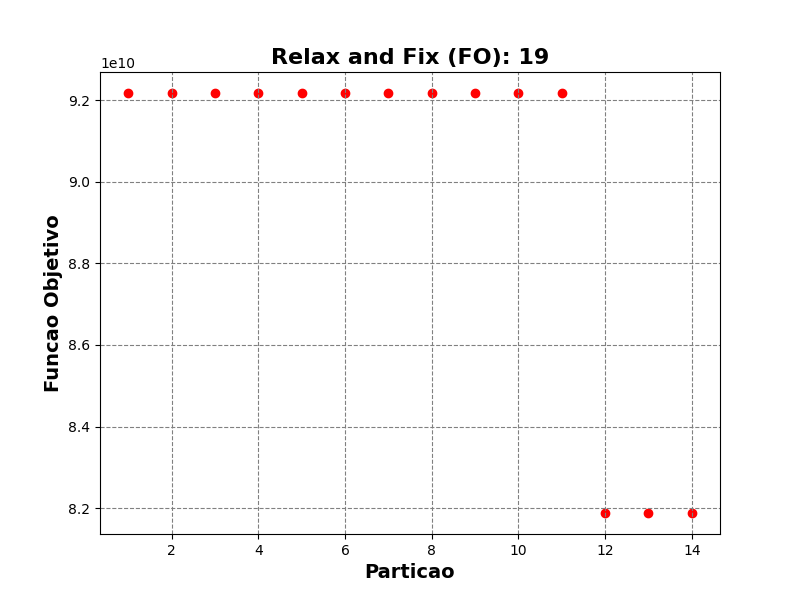 Relax and Fix (FO): 19
1e10
9.2
9.0
8.8
8.6
8.4
8.2
Funcao Objetivo
2 4 6 8 10 12 14
Particao